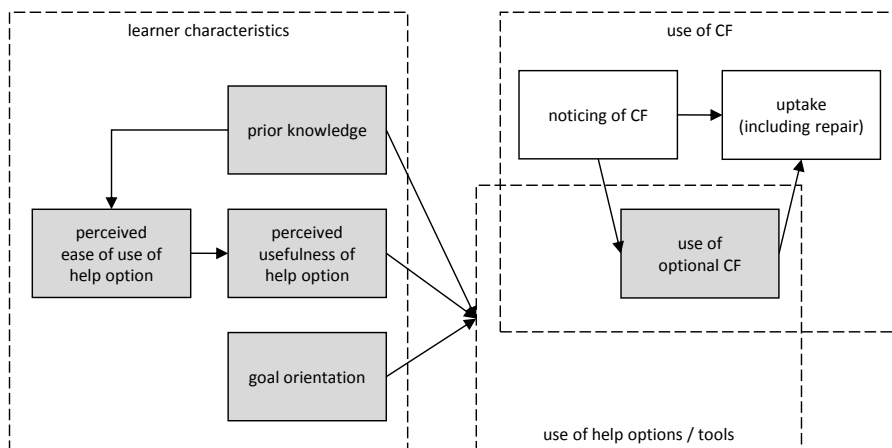 learner characteristics
prior knowledge
perceived
ease of use of
help option
perceived
usefulness of
help option
goal orientation
use of CF
noticing of CF
uptake
(including repair)
use of
optional CF
use of help options / tools